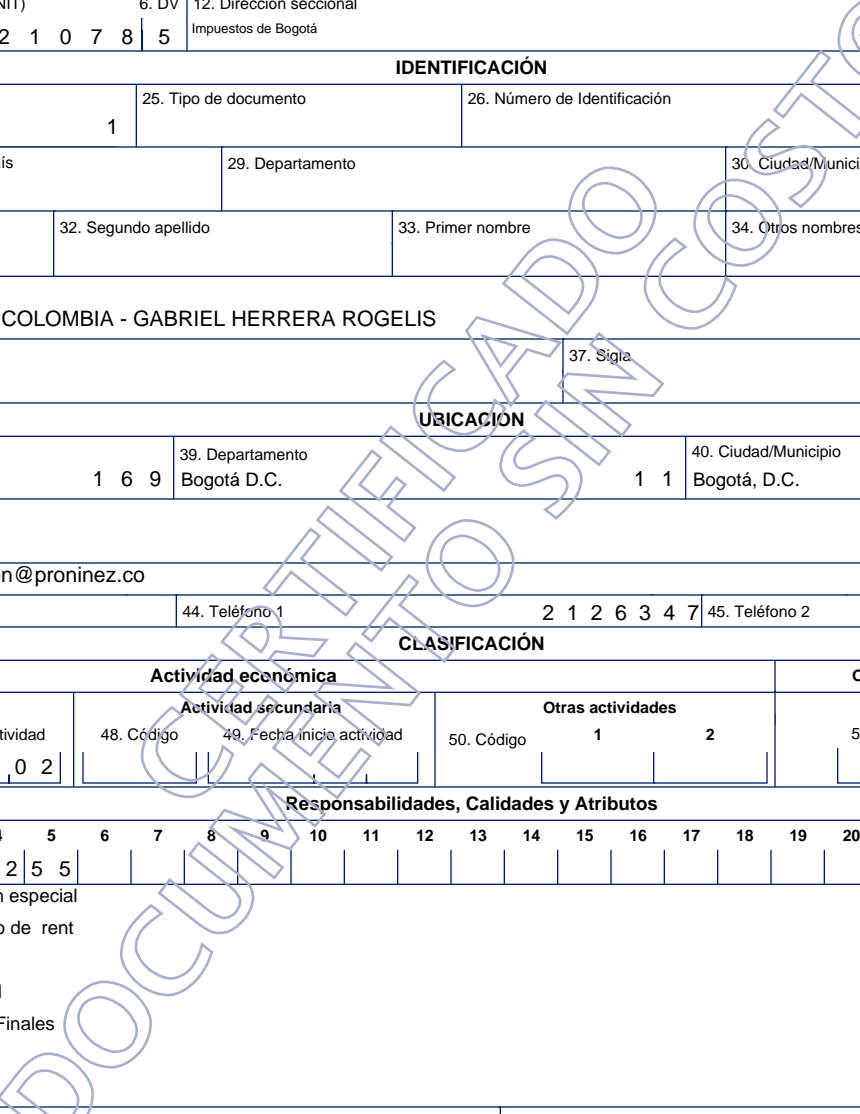 NIT) 6. DV 12. Dirección seccional
2 1 0 7 8 5 Impuestos de Bogotá
IDENTIFICACIÓN
25. Tipo de documento 26. Número de Identificación
1
ís 29. Departamento 30. Ciudad/Munici
32. Segundo apellido 33. Primer nombre 34. Otros nombres
COLOMBIA - GABRIEL HERRERA ROGELIS
37. Sigla
UBICACIÓN
39. Departamento 40. Ciudad/Municipio
1 6 9 Bogotá D.C. 1 1 Bogotá, D.C.
n@proninez.co
44. Teléfono 1 2 1 2 6 3 4 7 45. Teléfono 2
CLASIFICACIÓN
Actividad económica
Actividad secundaria Otras actividades
tividad 48. Código 49. Fecha inicio actividad 50. Código 1 2 5
0 2
Responsabilidades, Calidades y Atributos
5 6 7 8 9 10 11 12 13 14 15 16 17 18 19 20
2 5 5
n especial
o de rent
l
Finales
CERTIFICADO
DOCUMENTO SIN COSTO